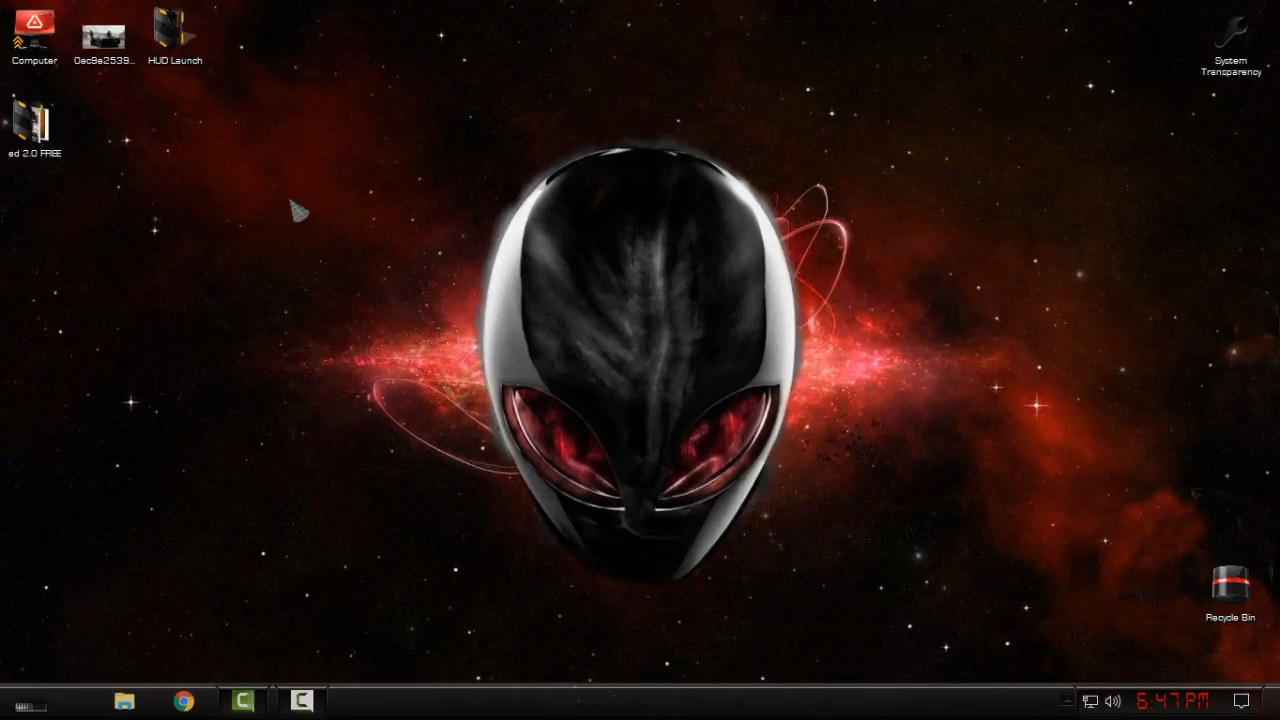 Computer
0ec9e2539...
HUD Launch
System
Transparency
ed 2.0 FREE
Recycle Bin
6:47 PM